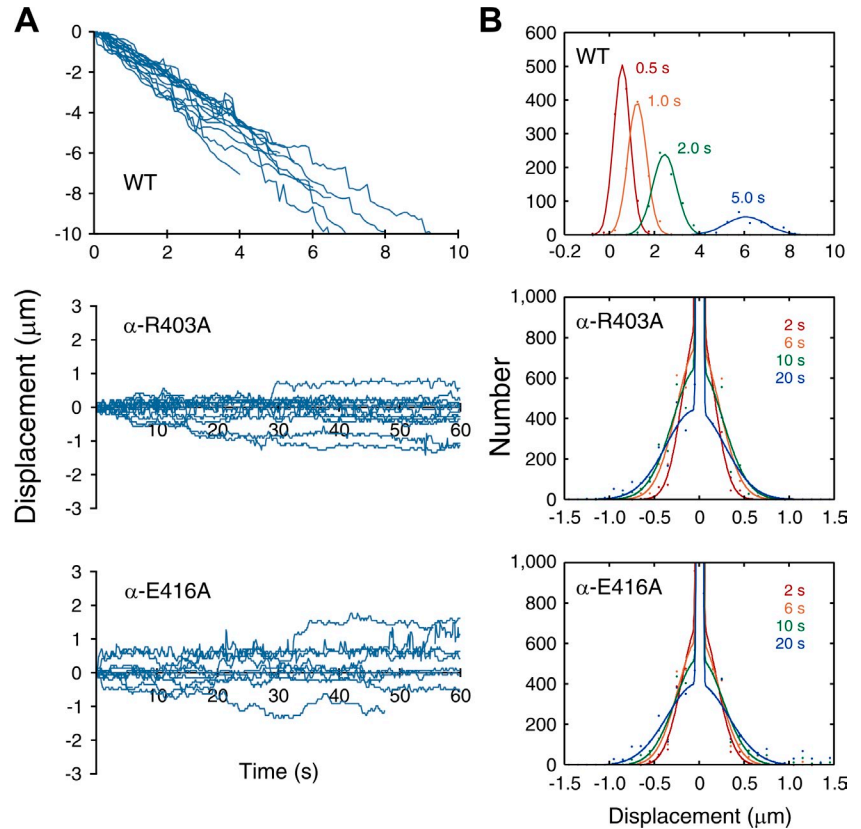 A
0
-2
-4
-6
-8
-10
WT
0 2 4 6 8 10
Displacement (μm)
3
2
1
0
-1
-2
-3
α-R403A
10 20 30 40 50 60
3
2
1
0
-1
-2
-3
α-E416A
10 20 30 40 50 60
Time (s)
B
600
500
400
300
200
100
0
WT
0.5 s
1.0 s
2.0 s
5.0 s
-0.2 0 2 4 6 8 10
Number
1,000
800
600
400
200
0
α-R403A
2 s
6 s
10 s
20 s
-1.5 -1.0 -0.5 0 0.5 1.0 1.5
1,000
800
600
400
200
0
α-E416A
2 s
6 s
10 s
20 s
-1.5 -1.0 -0.5 0 0.5 1.0 1.5
Displacement (μm)